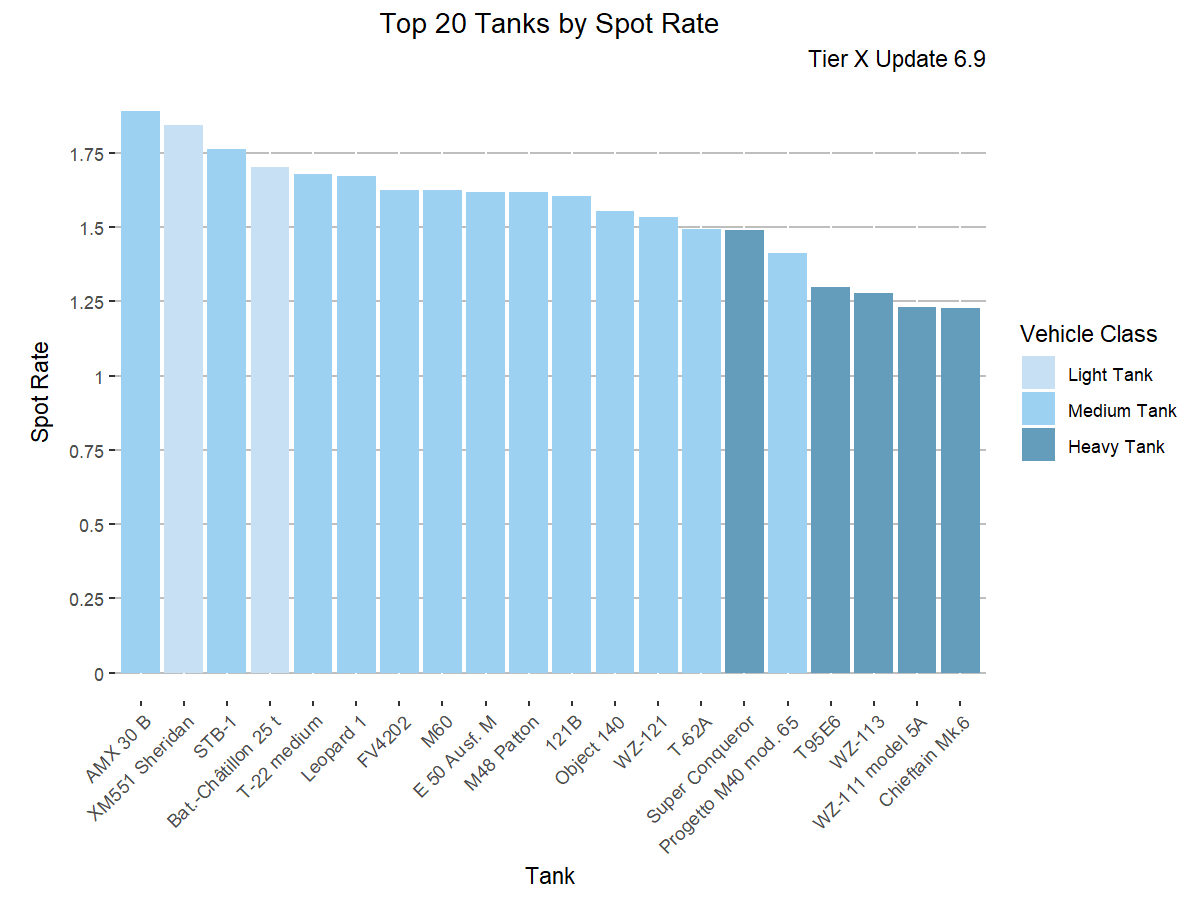 Top 20 Tanks by Spot Rate
Tier X Update 6.9
Spot Rate
1.75
1.5
1.25
1
0.75
0.5
0.25
0
AMX 30 B
XM551 Sheridan
STB-1
Bat.-Châtillon 25 t
T-22 medium
Leopard 1
FV4202
M60
E 50 Ausf. M
M48 Patton
121B
Object 140
WZ-121
T-62A
Super Conqueror
Progetto M40 mod. 65
T95E6
WZ-113
WZ-111 model 5A
Chieftain Mk.6
Tank
Vehicle Class
Light Tank
Medium Tank
Heavy Tank